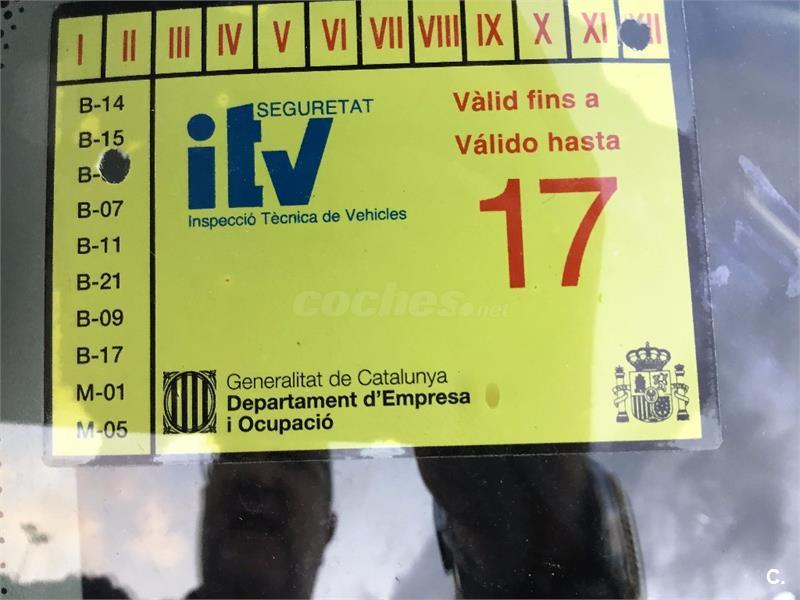 I II III IV V VI VII VIII IX X XI XII
B-14
B-15
B-
B-07
B-11
B-21
B-09
B-17
M-01
M-05
SEGURETAT
itv
Inspecció Tècnica de Vehicles
Vàlid fins a
Válido hasta
17
coches.net
Generalitat de Catalunya
Departament d'Empresa
i Ocupació
C.